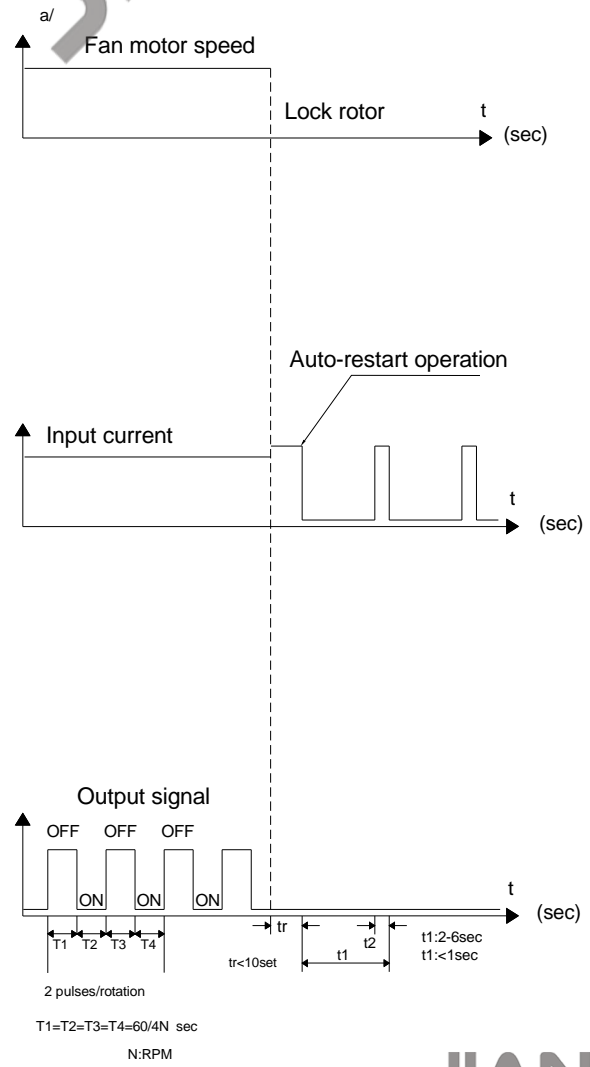 a/
Fan motor speed
Lock rotor
t
(sec)
Auto-restart operation
Input current
t
(sec)
Output signal
OFF OFF OFF
ON ON ON
t
(sec)
T1 T2 T3 T4
tr
t2
t1
t1:2-6sec
t1:<1sec
tr<10set
2 pulses/rotation
T1=T2=T3=T4=60/4N sec
N:RPM